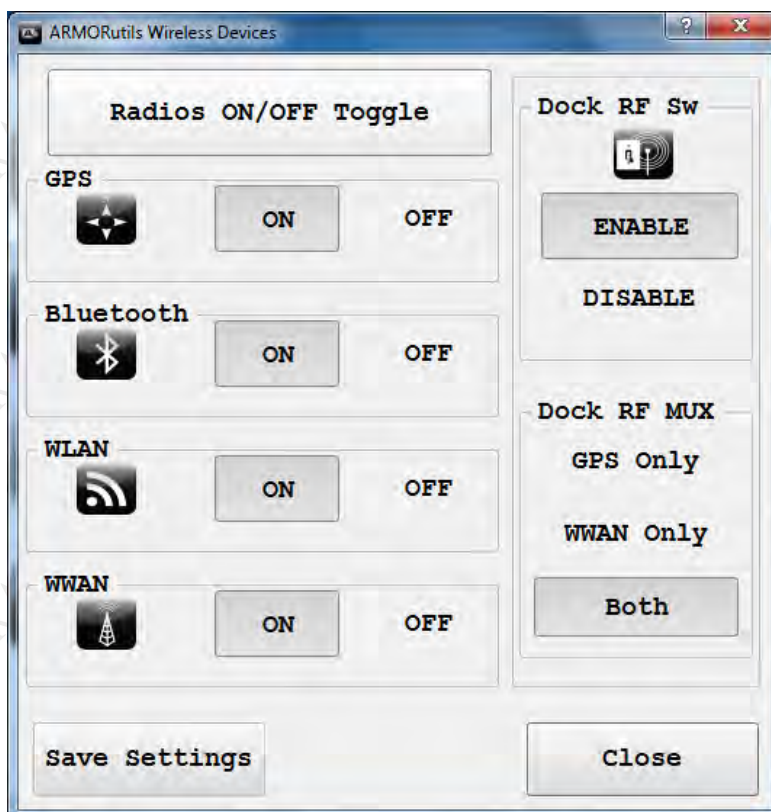 ARMORutils Wireless Devices
Radios ON/OFF Toggle
GPS
ON OFF
Bluetooth
ON OFF
WLAN
ON OFF
WWAN
ON OFF
Dock RF Sw
ENABLE
DISABLE
Dock RF MUX
GPS Only
WWAN Only
Both
Save Settings
Close